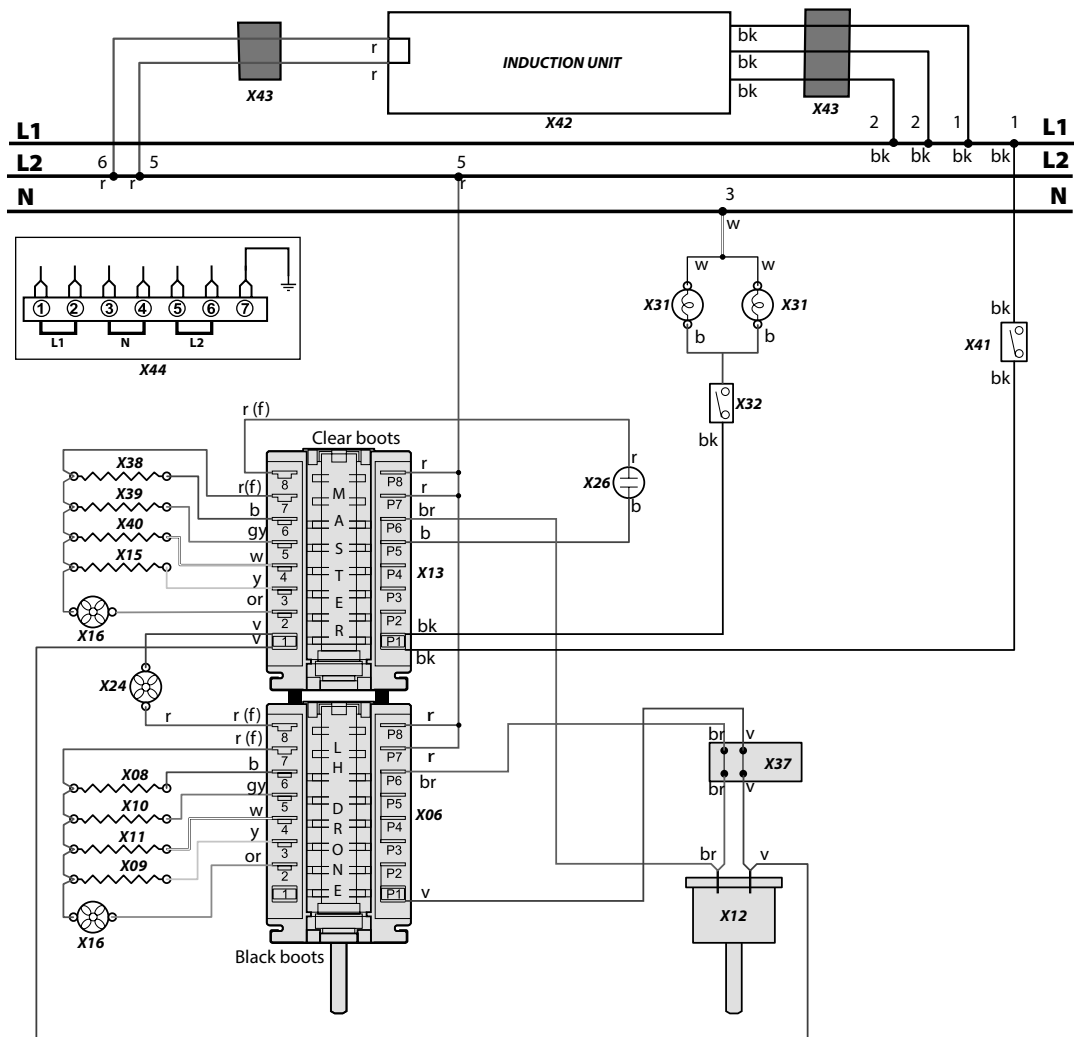 INDUCTION UNIT
r
r
bk
bk
bk
X43
X42
X43
L1
2
2
1
1
L1
bk
bk
bk
bk
L2
6
5
5
L2
r
r
r
N
3
N
w
w
w
1
2
3
4
5
6
7
L1
N
L2
X44
X31
X31
b
b
bk
X41
bk
X32
bk
r (f)
Clear boots
X38
r(f)
8
MASTER
P8
r
X39
b
7
P7
r
X26
r
b
X40
gy
6
P6
br
X15
w
5
P5
b
y
4
P4
X13
or
3
P3
X16
v
2
P2
bk
v
1
P1
bk
X24
r
r (f)
8
LH DRONE
P8
r
r (f)
7
P7
r
br
v
X08
b
6
P6
br
X37
X10
gy
5
P5
X06
br
v
X11
w
4
P4
X09
y
3
P3
or
2
P2
br
v
1
P1
v
X16
X12
Black boots